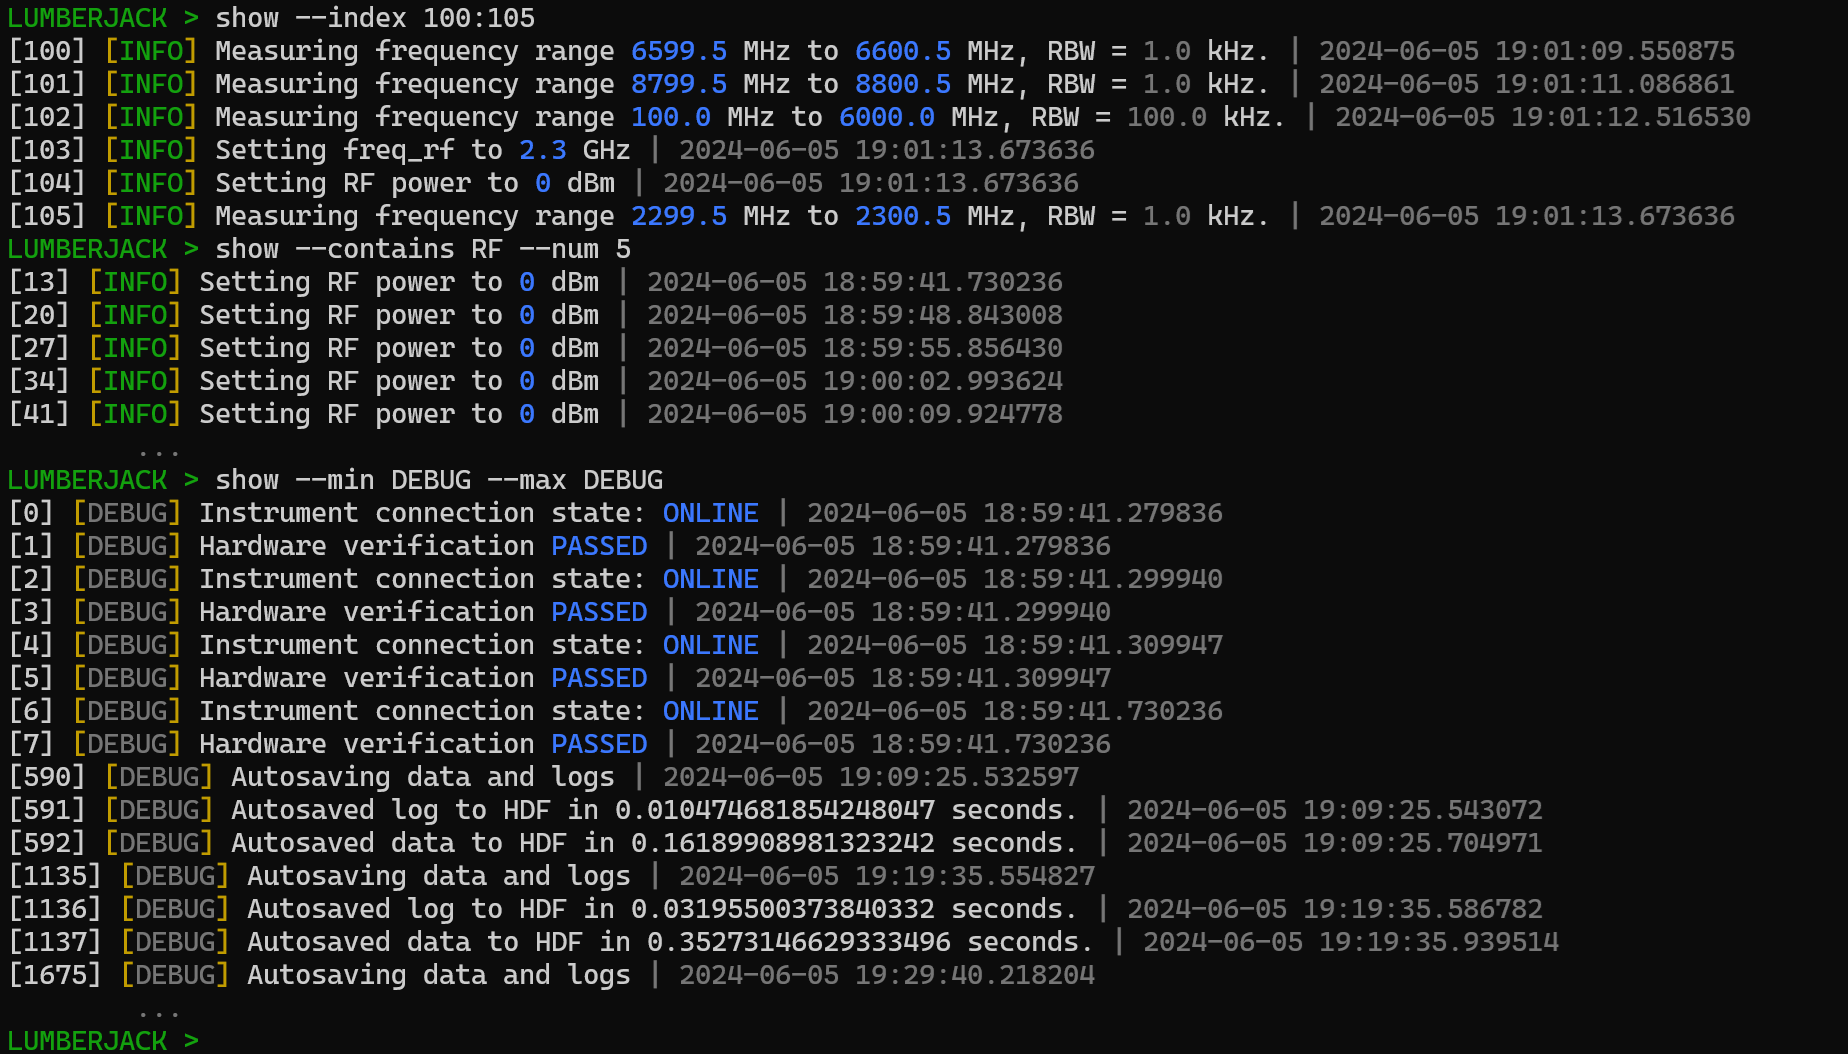 LUMBERJACK > show --index 100:105
[100] [INFO] Measuring frequency range 6599.5 MHz to 6600.5 MHz, RBW = 1.0 kHz. | 2024-06-05 19:01:09.550875
[101] [INFO] Measuring frequency range 8799.5 MHz to 8800.5 MHz, RBW = 1.0 kHz. | 2024-06-05 19:01:11.086861
[102] [INFO] Measuring frequency range 100.0 MHz to 6000.0 MHz, RBW = 100.0 kHz. | 2024-06-05 19:01:12.516530
[103] [INFO] Setting freq_rf to 2.3 GHz | 2024-06-05 19:01:13.673636
[104] [INFO] Setting RF power to 0 dBm | 2024-06-05 19:01:13.673636
[105] [INFO] Measuring frequency range 2299.5 MHz to 2300.5 MHz, RBW = 1.0 kHz. | 2024-06-05 19:01:13.673636
LUMBERJACK > show --contains RF --num 5
[13] [INFO] Setting RF power to 0 dBm | 2024-06-05 18:59:41.730236
[20] [INFO] Setting RF power to 0 dBm | 2024-06-05 18:59:48.843008
[27] [INFO] Setting RF power to 0 dBm | 2024-06-05 18:59:55.856430
[34] [INFO] Setting RF power to 0 dBm | 2024-06-05 19:00:02.993624
[41] [INFO] Setting RF power to 0 dBm | 2024-06-05 19:00:09.924778
...
LUMBERJACK > show --min DEBUG --max DEBUG
[0] [DEBUG] Instrument connection state: ONLINE | 2024-06-05 18:59:41.279836
[1] [DEBUG] Hardware verification PASSED | 2024-06-05 18:59:41.279836
[2] [DEBUG] Instrument connection state: ONLINE | 2024-06-05 18:59:41.299940
[3] [DEBUG] Hardware verification PASSED | 2024-06-05 18:59:41.299940
[4] [DEBUG] Instrument connection state: ONLINE | 2024-06-05 18:59:41.309947
[5] [DEBUG] Hardware verification PASSED | 2024-06-05 18:59:41.309947
[6] [DEBUG] Instrument connection state: ONLINE | 2024-06-05 18:59:41.730236
[7] [DEBUG] Hardware verification PASSED | 2024-06-05 18:59:41.730236
[590] [DEBUG] Autosaving data and logs | 2024-06-05 19:09:25.532597
[591] [DEBUG] Autosaved log to HDF in 0.010474681854248047 seconds. | 2024-06-05 19:09:25.543072
[592] [DEBUG] Autosaved data to HDF in 0.16189908981323242 seconds. | 2024-06-05 19:09:25.704971
[1135] [DEBUG] Autosaving data and logs | 2024-06-05 19:19:35.554827
[1136] [DEBUG] Autosaved log to HDF in 0.03195500373840332 seconds. | 2024-06-05 19:19:35.586782
[1137] [DEBUG] Autosaved data to HDF in 0.35273146629333496 seconds. | 2024-06-05 19:19:35.939514
[1675] [DEBUG] Autosaving data and logs | 2024-06-05 19:29:40.218204
...
LUMBERJACK >